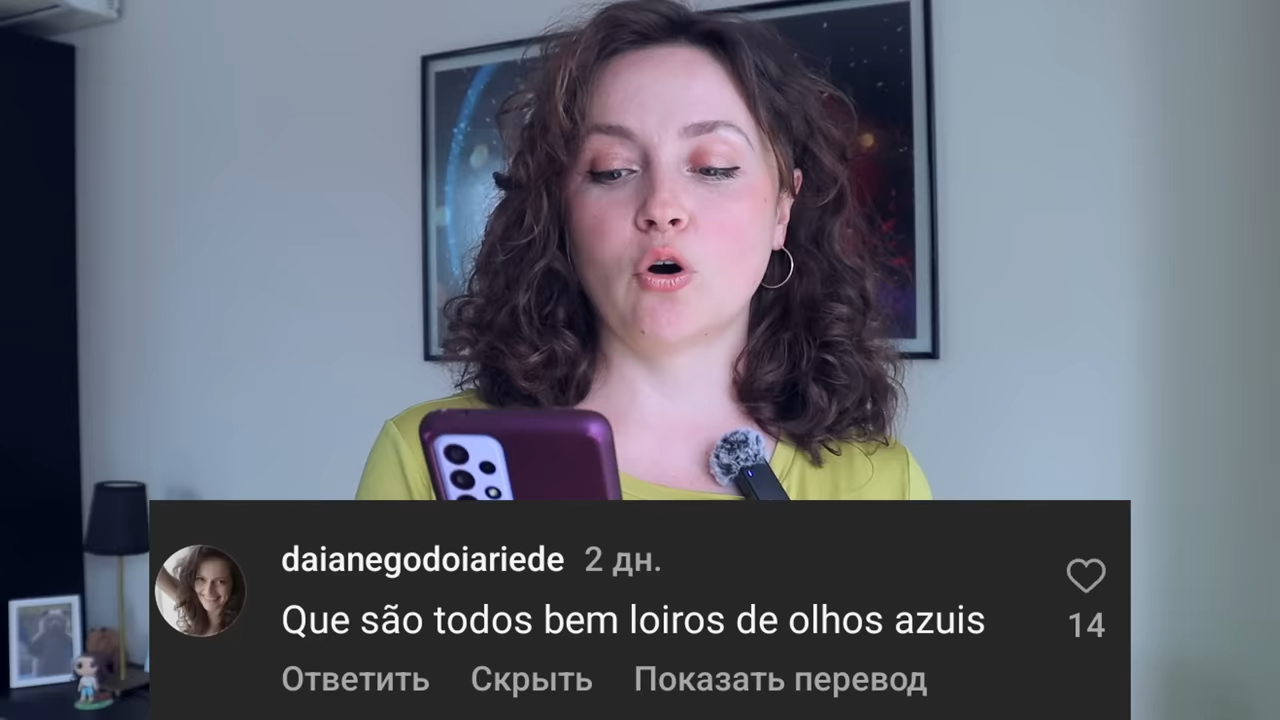 daianegodoiariede 2 дн.
Que são todos bem loiros de olhos azuis
14
Ответить Скрыть Показать перевод